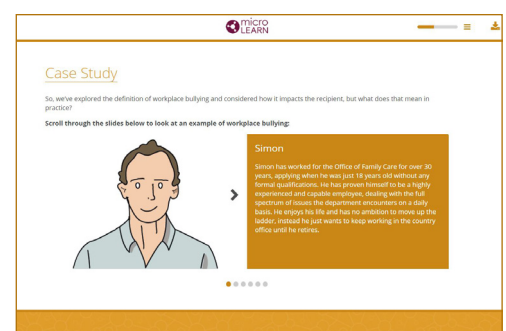 micro
LEARN
Case Study
So, we've explored the definition of workplace bullying and considered how it impacts the recipient, but what does that mean in
practice?
Scroll through the slides below to look at an example of workplace bullying:
Simon
Simon has worked for the Office of Family Care for over 30
years, applying when he was just 18 years old without any
formal qualifications. He has proven himself to be a highly
experienced and capable employee, dealing with the full
spectrum of issues the department encounters on a daily
basis. He enjoys his life and has no ambition to move up the
ladder, instead he just wants to keep working in the country
office until he retires.